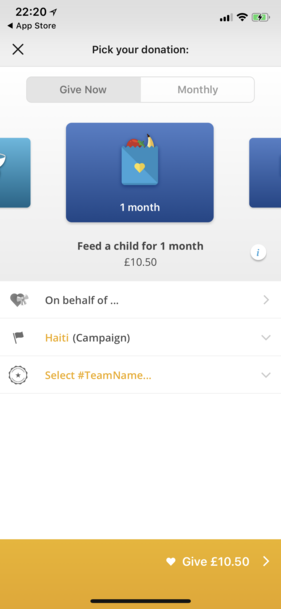 22:20
App Store
Pick your donation:
Give Now Monthly
1 month
Feed a child for 1 month
£10.50
i
On behalf of ...
Haiti (Campaign)
Select #TeamName...
Give £10.50